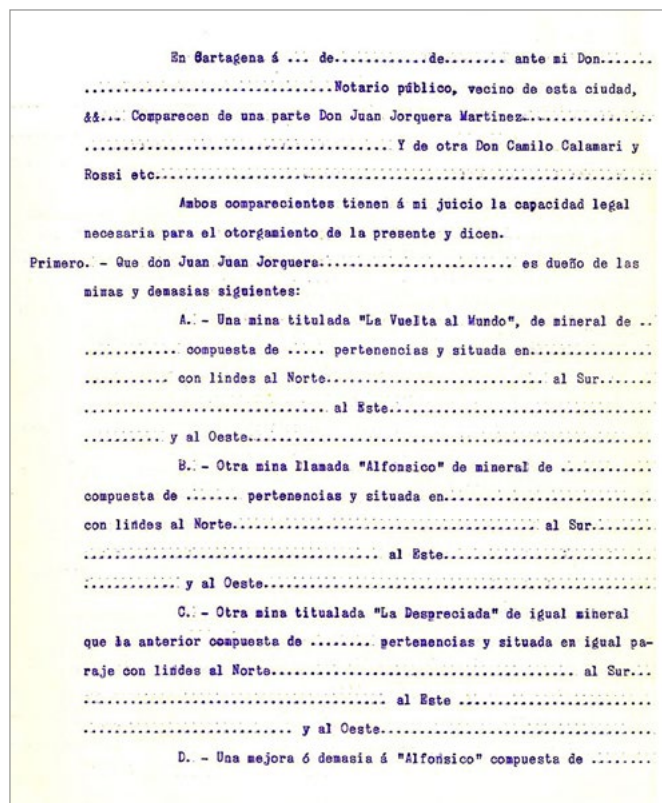 En Cartagena á ... de............de........ ante mi Don.......
.................................Notario público, vecino de esta ciudad,
&&... Comparecen de una parte Don Juan Jorquera Martinez.................
........................................ Y de otra Don Camilo Calamari y
Rossi etc................................................................
Ambos comparecientes tienen á mi juicio la capacidad legal
necesaria para el otorgamiento de la presente y dicen.
Primero. - Que don Juan Juan Jorquera......................... es dueño de las
minas y demasias siguientes:
A. - Una mina titulada "La Vuelta al Mundo", de mineral de ..
............ compuesta de ..... pertenencias y situada en................
........... con lindes al Norte............................ al Sur.......
................................. al Este................................
.......... y al Oeste....................................................
B. - Otra mina llamada "Alfonsico" de mineral de ............
compuesta de ....... pertenencias y situada en...........................
con lindes al Norte....................................... al Sur........
....................................... al Este..........................
............ y al Oeste..................................................
C. - Otra mina titualada "La Despreciada" de igual mineral
que la anterior compuesta de ........ pertenencias y situada en igual pa-
raje con lindes al Norte..................................... al Sur...
....................................... al Este .........................
........................... y al Oeste...................................
D. - Una mejora ó demasia á "Alfonsico" compuesta de ........